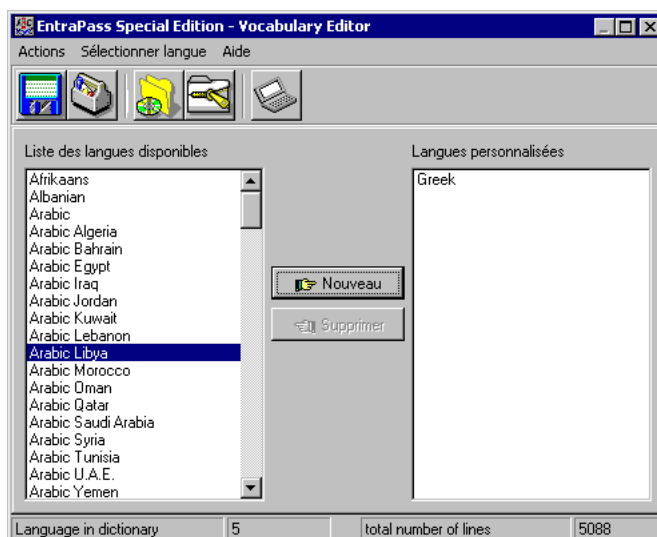 EntraPass Special Edition - Vocabulary Editor
Actions Sélectionner langue Aide
Liste des langues disponibles
Afrikaans
Albanian
Arabic
Arabic Algeria
Arabic Bahrain
Arabic Egypt
Arabic Iraq
Arabic Jordan
Arabic Kuwait
Arabic Lebanon
Arabic Libya
Arabic Morocco
Arabic Oman
Arabic Qatar
Arabic Saudi Arabia
Arabic Syria
Arabic Tunisia
Arabic U.A.E.
Arabic Yemen
Nouveau
Supprimer
Langues personnalisées
Greek
Language in dictionary 5 total number of lines 5088